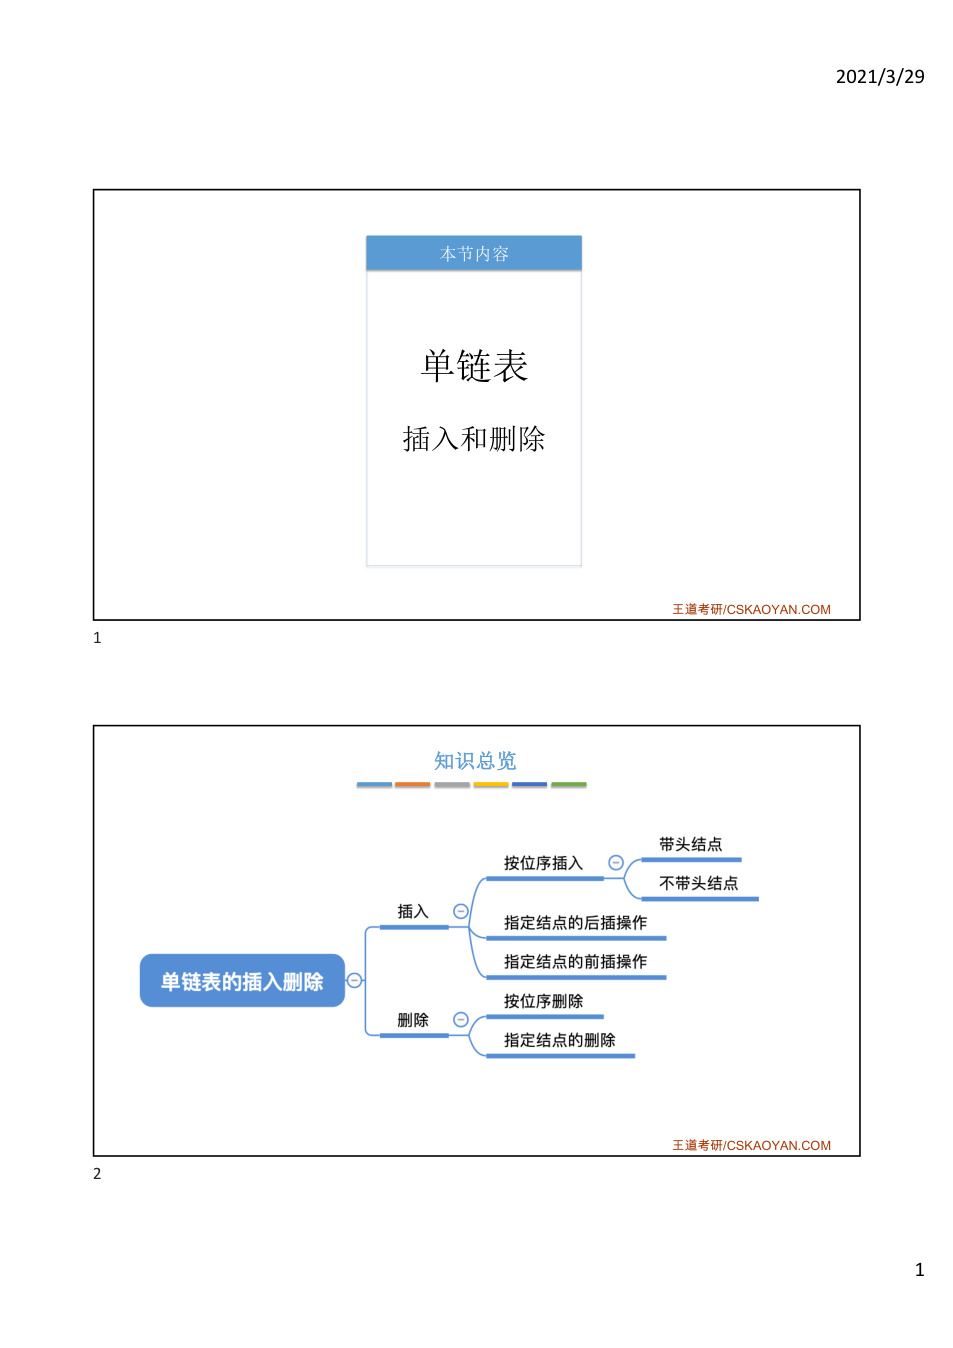 2021/3/29
本节内容
单链表
插入和删除
王道考研/CSKAOYAN.COM
1
知识总览
带头结点
按位序插入
不带头结点
插入
指定结点的后插操作
指定结点的前插操作
单链表的插入删除
按位序删除
删除
指定结点的删除
王道考研/CSKAOYAN.COM
2
1